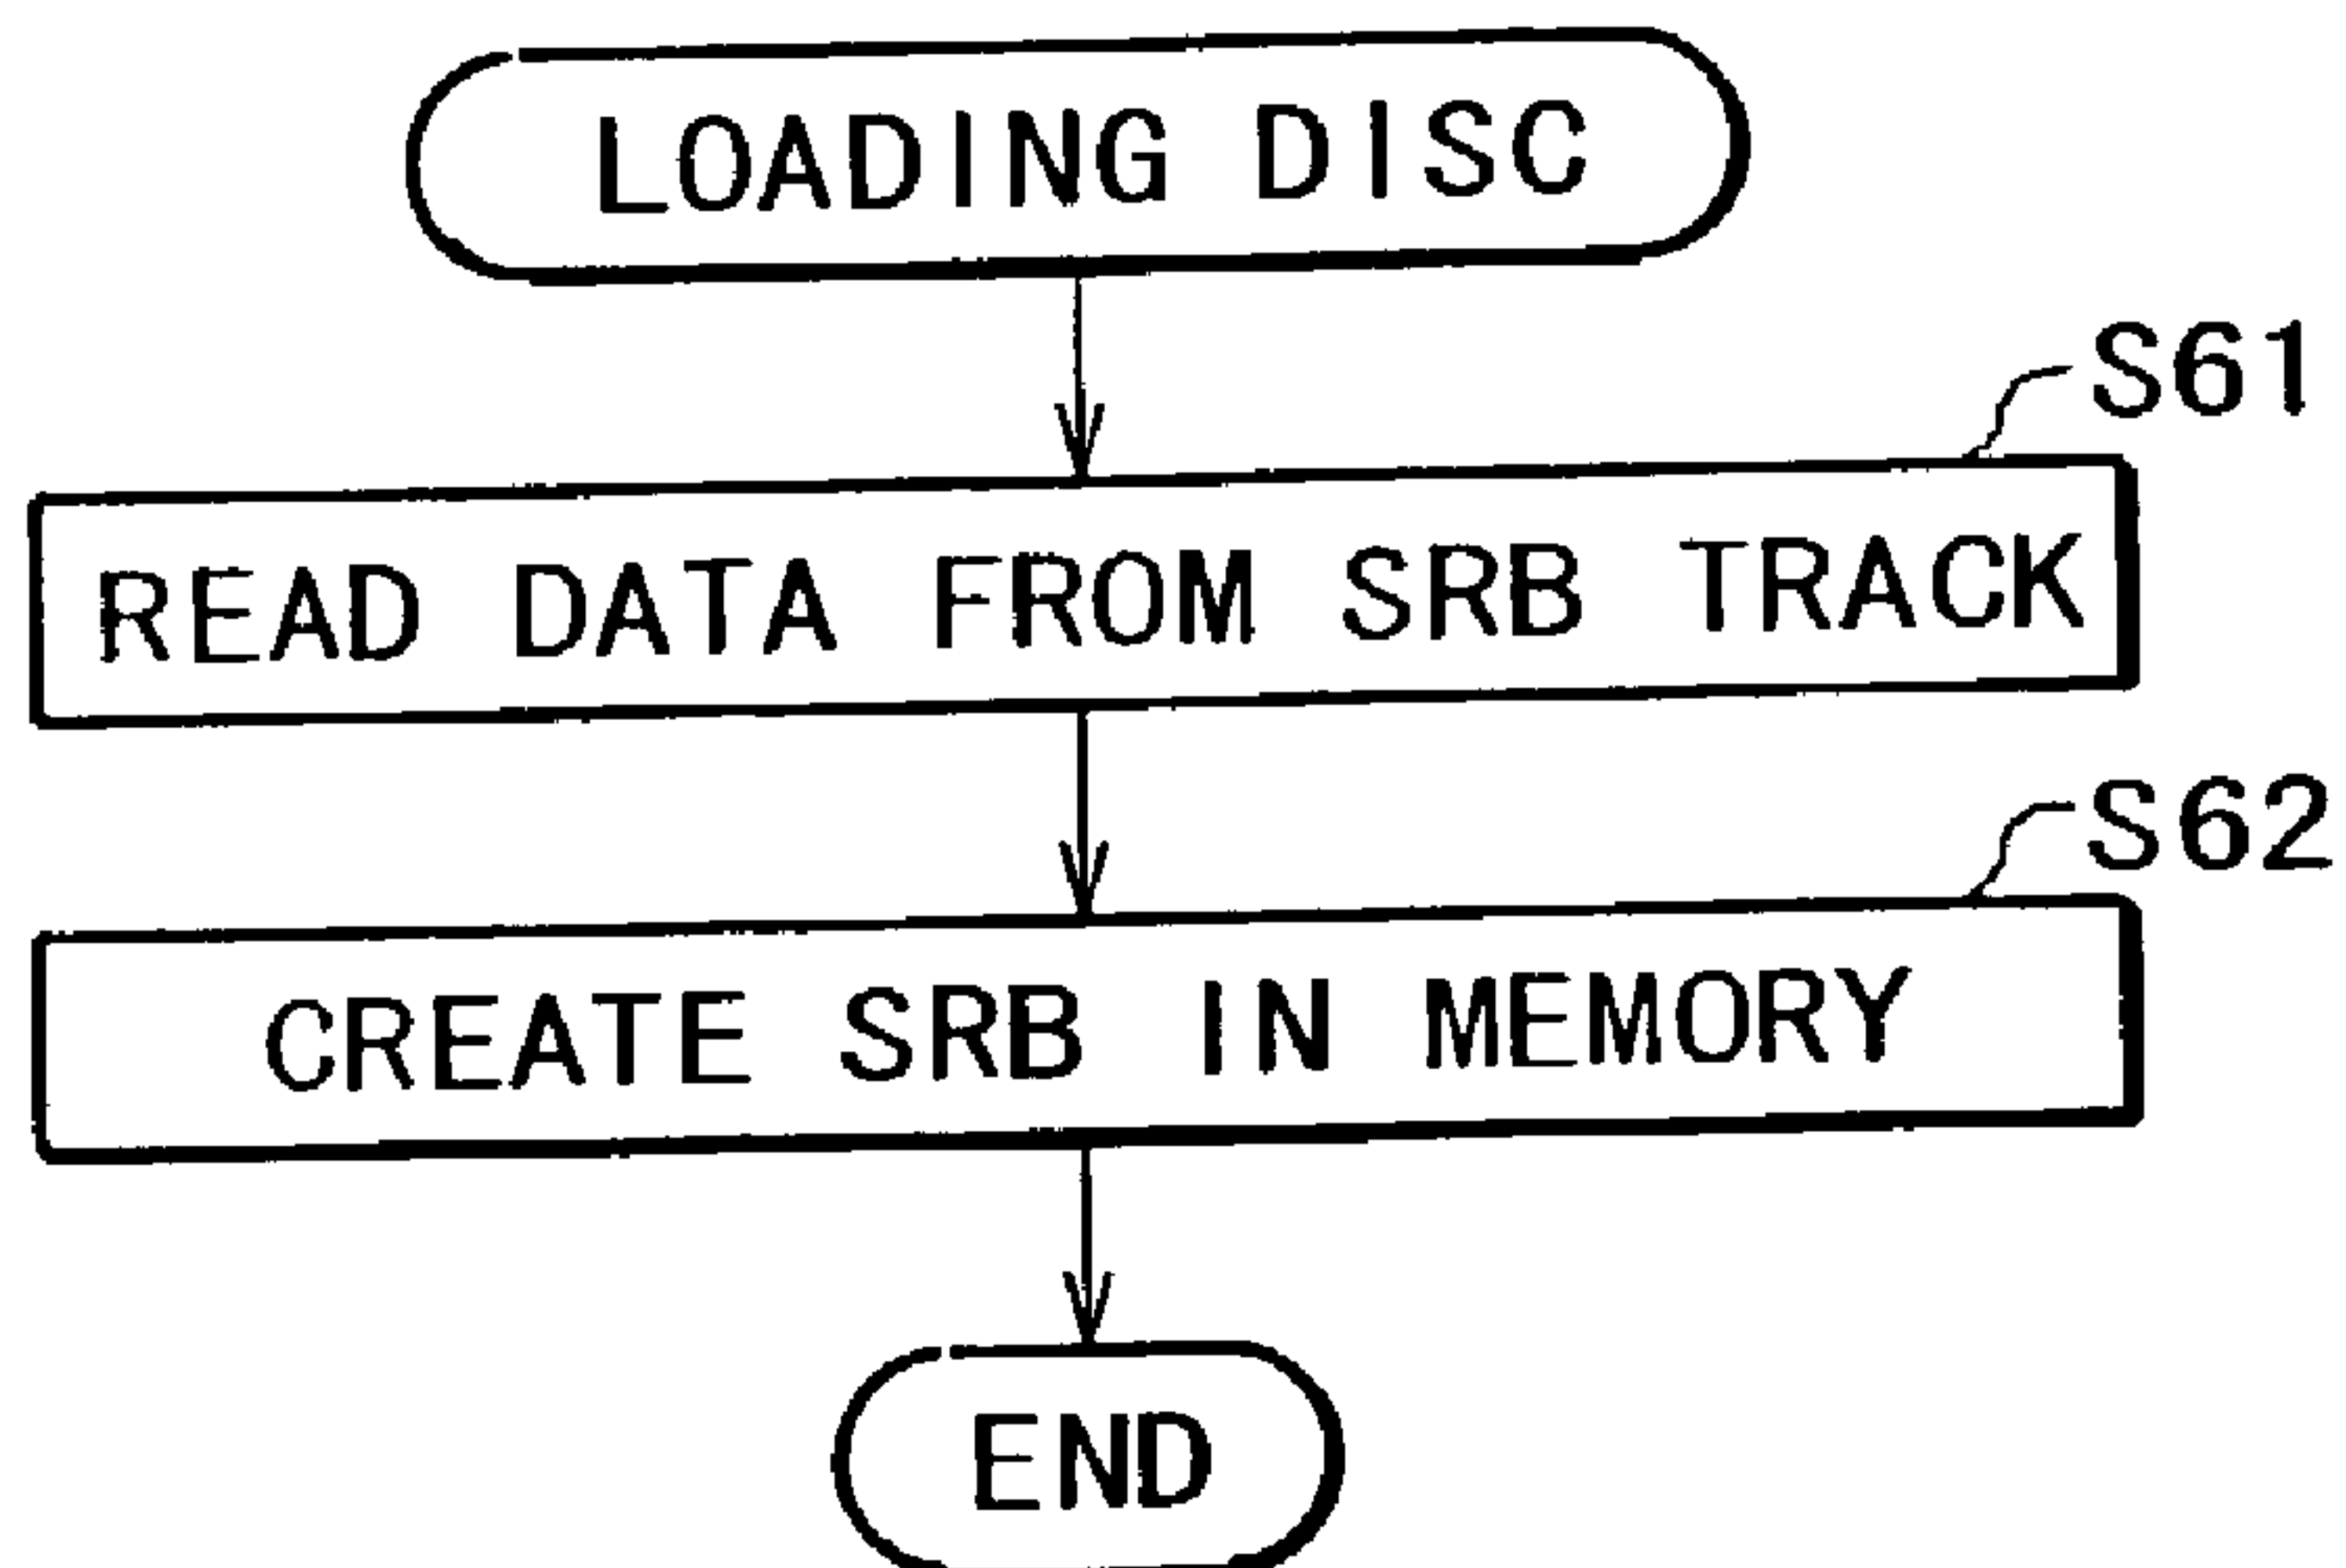 LOADING DISC
S61
READ DATA FROM SRB TRACK
S62
CREATE SRB IN MEMORY
END